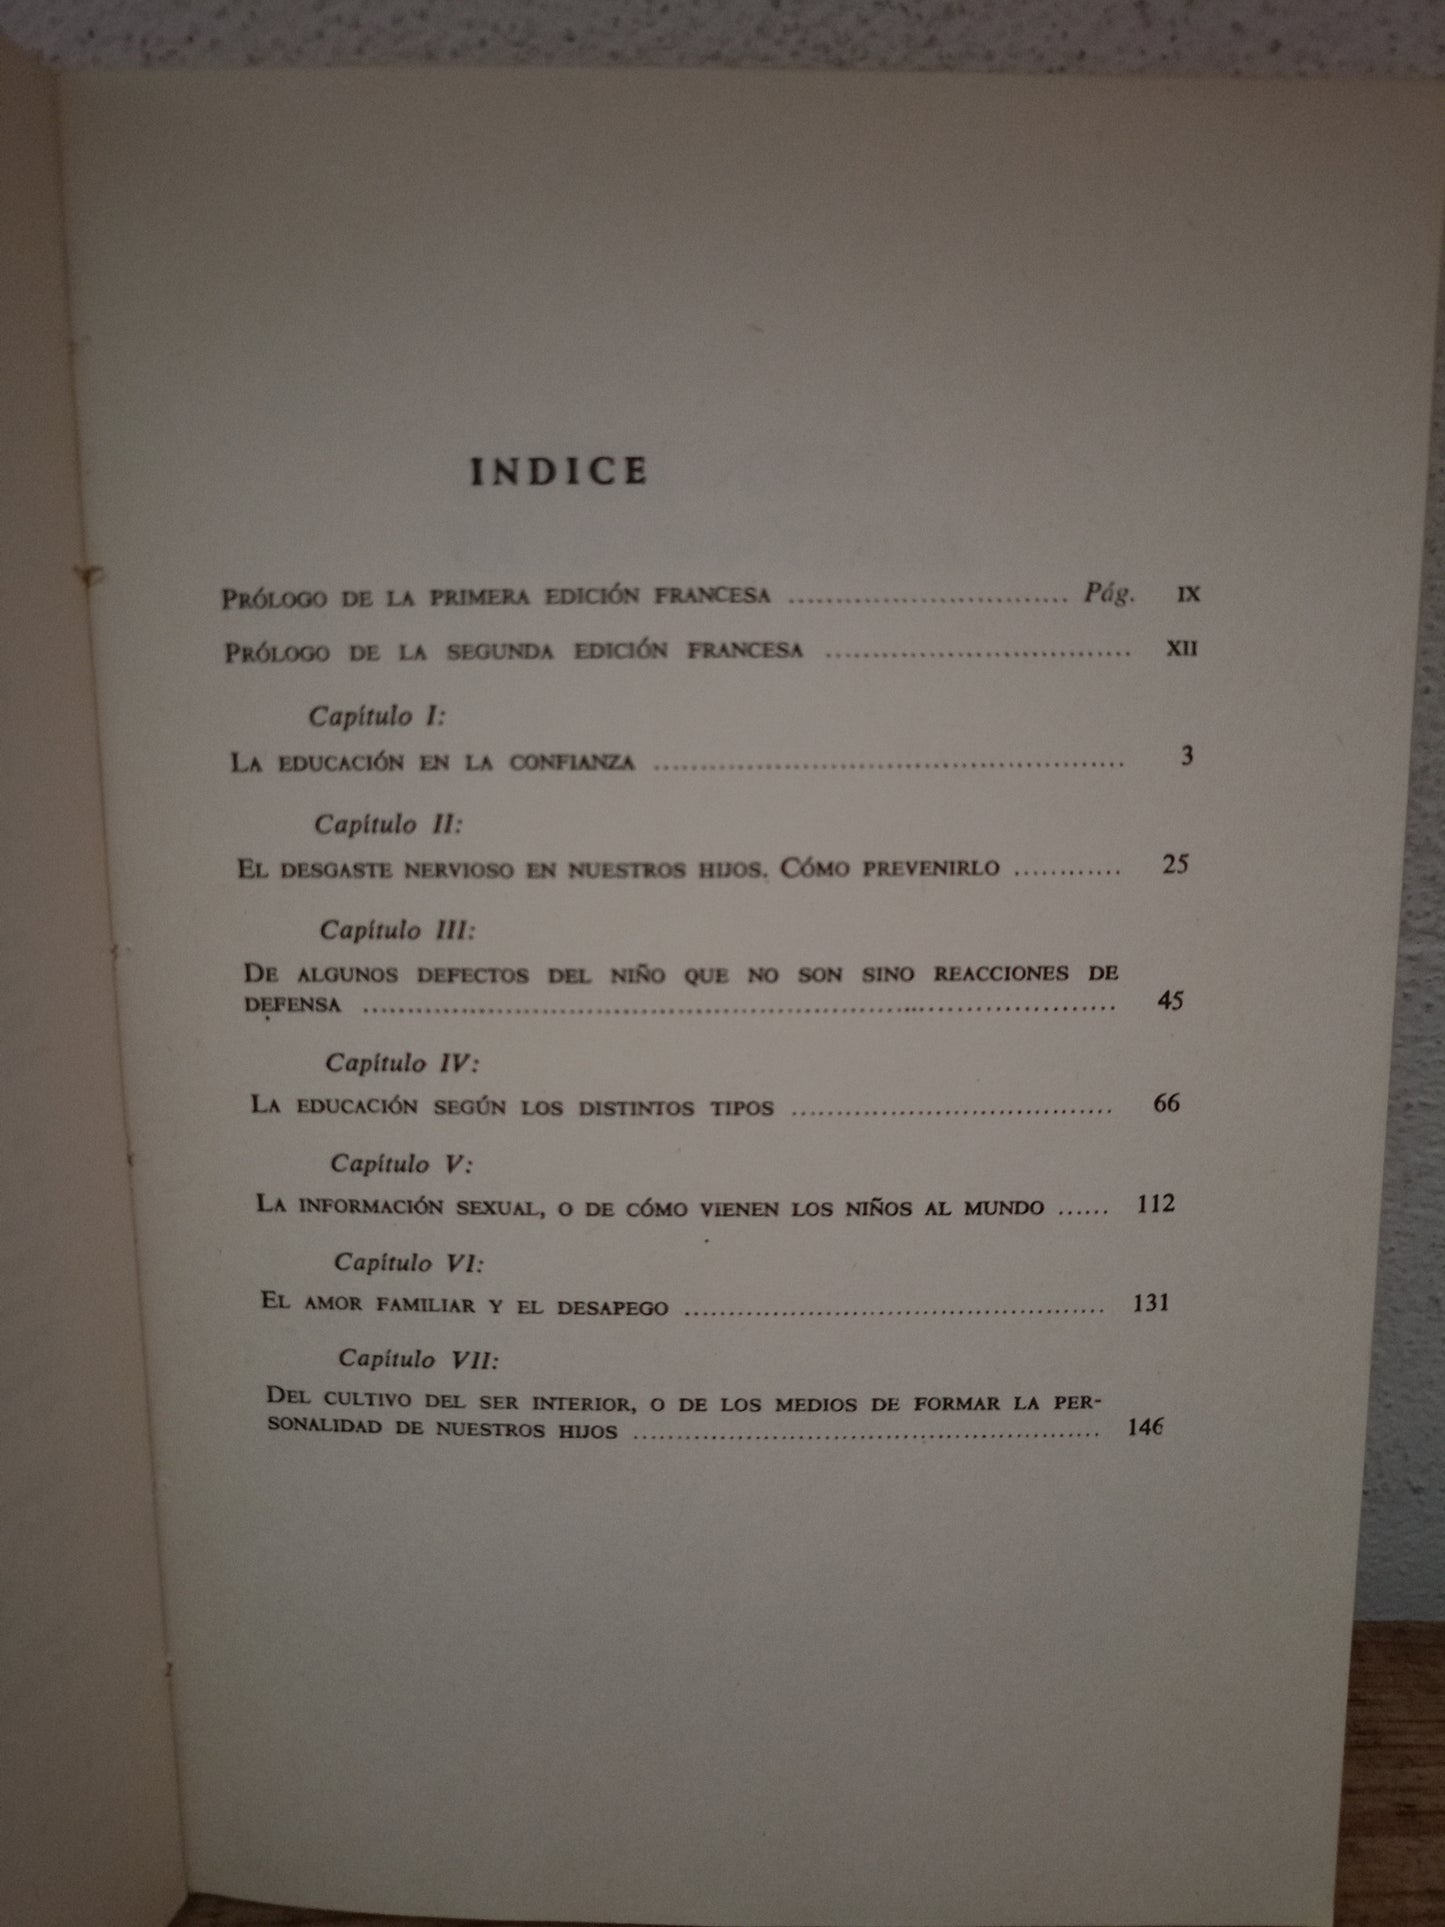 INDICE
PRÓLOGO DE LA PRIMERA EDICIÓN FRANCESA .............................. Pág. IX
PRÓLOGO DE LA SEGUNDA EDICIÓN FRANCESA ................................. XII
Capítulo I:
LA EDUCACIÓN EN LA CONFIANZA .................................................. 3
Capítulo II:
EL DESGASTE NERVIOSO EN NUESTROS HIJOS. CÓMO PREVENIRLO ............ 25
Capítulo III:
DE ALGUNOS DEFECTOS DEL NIÑO QUE NO SON SINO REACCIONES DE
DEFENSA .................................................................................. 45
Capítulo IV:
LA EDUCACIÓN SEGÚN LOS DISTINTOS TIPOS .................................... 66
Capítulo V:
LA INFORMACIÓN SEXUAL, O DE CÓMO VIENEN LOS NIÑOS AL MUNDO ...... 112
Capítulo VI:
EL AMOR FAMILIAR Y EL DESAPEGO ................................................ 131
Capítulo VII:
DEL CULTIVO DEL SER INTERIOR, O DE LOS MEDIOS DE FORMAR LA PER-
SONALIDAD DE NUESTROS HIJOS ..................................................... 146